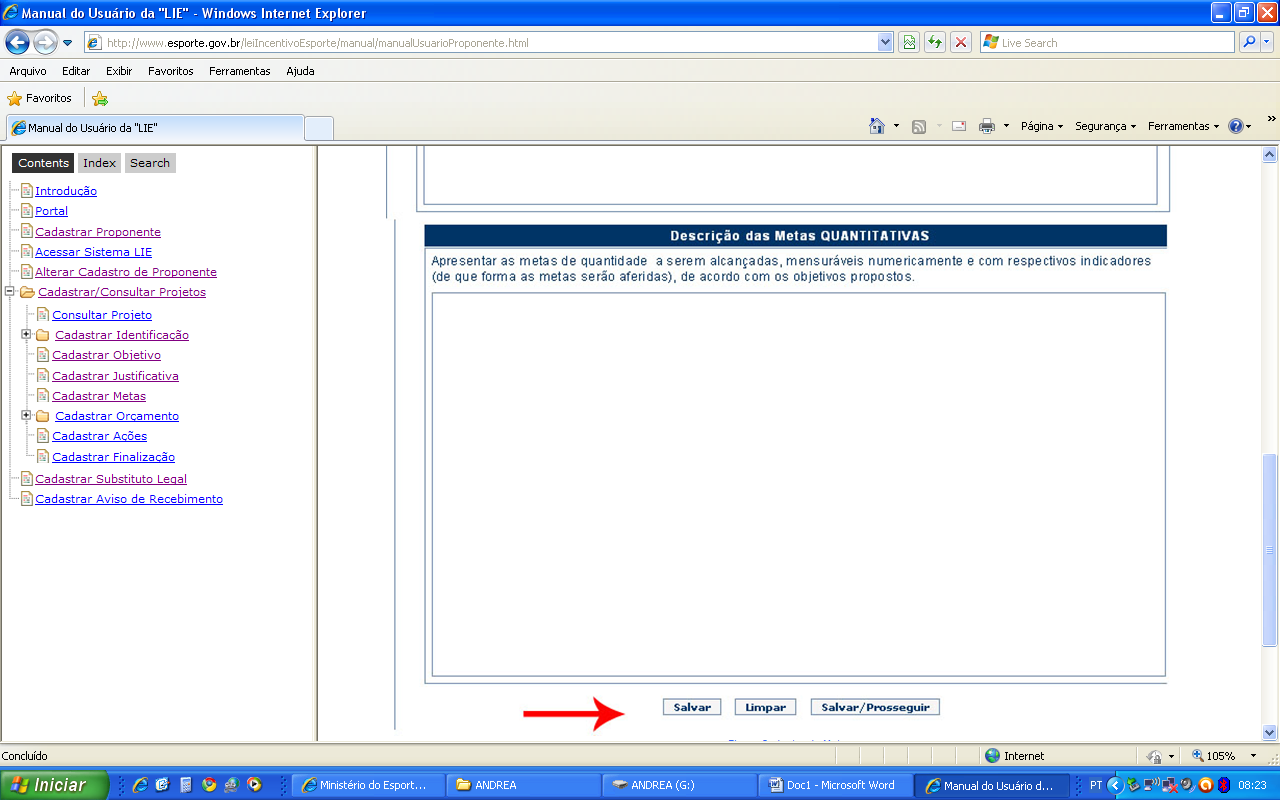 Manual do Usuário da "LIE" - Windows Internet Explorer
http://www.esporte.gov.br/leiIncentivoEsporte/manual/manualUsuarioProponente.html
Live Search
Arquivo Editar Exibir Favoritos Ferramentas Ajuda
Favoritos
Manual do Usuário da "LIE"
Página Segurança Ferramentas
Contents Index Search
Introdução
Portal
Cadastrar Proponente
Acessar Sistema LIE
Alterar Cadastro de Proponente
Cadastrar/Consultar Projetos
Consultar Projeto
Cadastrar Identificação
Cadastrar Objetivo
Cadastrar Justificativa
Cadastrar Metas
Cadastrar Orçamento
Cadastrar Ações
Cadastrar Finalização
Cadastrar Substituto Legal
Cadastrar Aviso de Recebimento
Descrição das Metas QUANTITATIVAS
Apresentar as metas de quantidade a serem alcançadas, mensuráveis numericamente e com respectivos indicadores
(de que forma as metas serão aferidas), de acordo com os objetivos propostos.
Salvar Limpar Salvar/Prosseguir
Concluído
Internet
105%
Iniciar
Ministério do Esport...
ANDREA
ANDREA (G:)
Doc1 - Microsoft Word
Manual do Usuário d...
PT
08:23